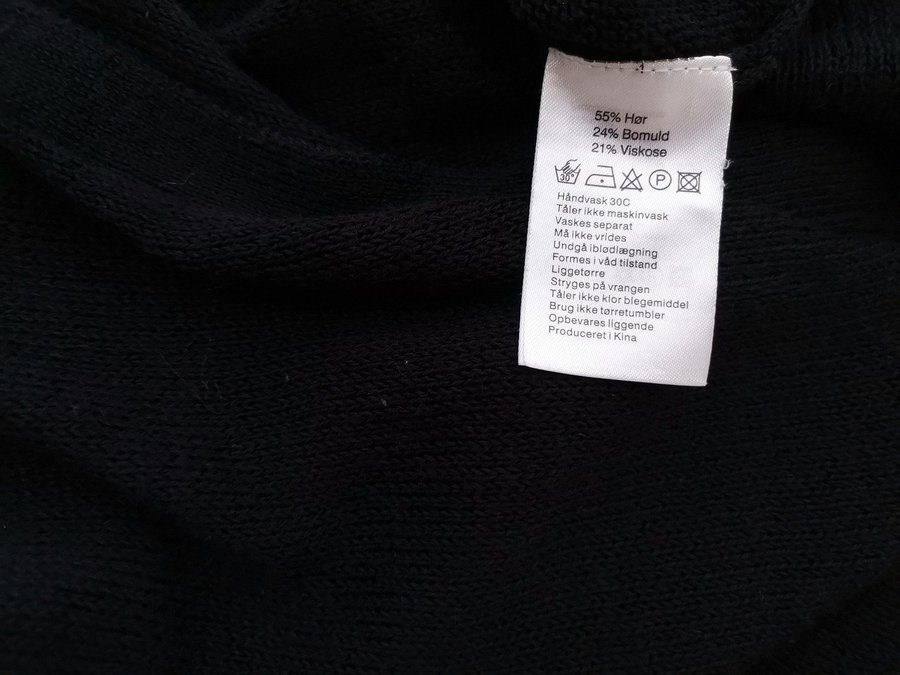 55% Hør
24% Bomuld
21% Viskose
30° P
Håndvask 30C
Tåler ikke maskinvask
Vaskes separat
Må ikke vrides
Undgå iblødlægning
Formes i våd tilstand
Liggetørre
Stryges på vrangen
Tåler ikke klor blegemiddel
Brug ikke tørretumbler
Opbevares liggende
Produceret i Kina